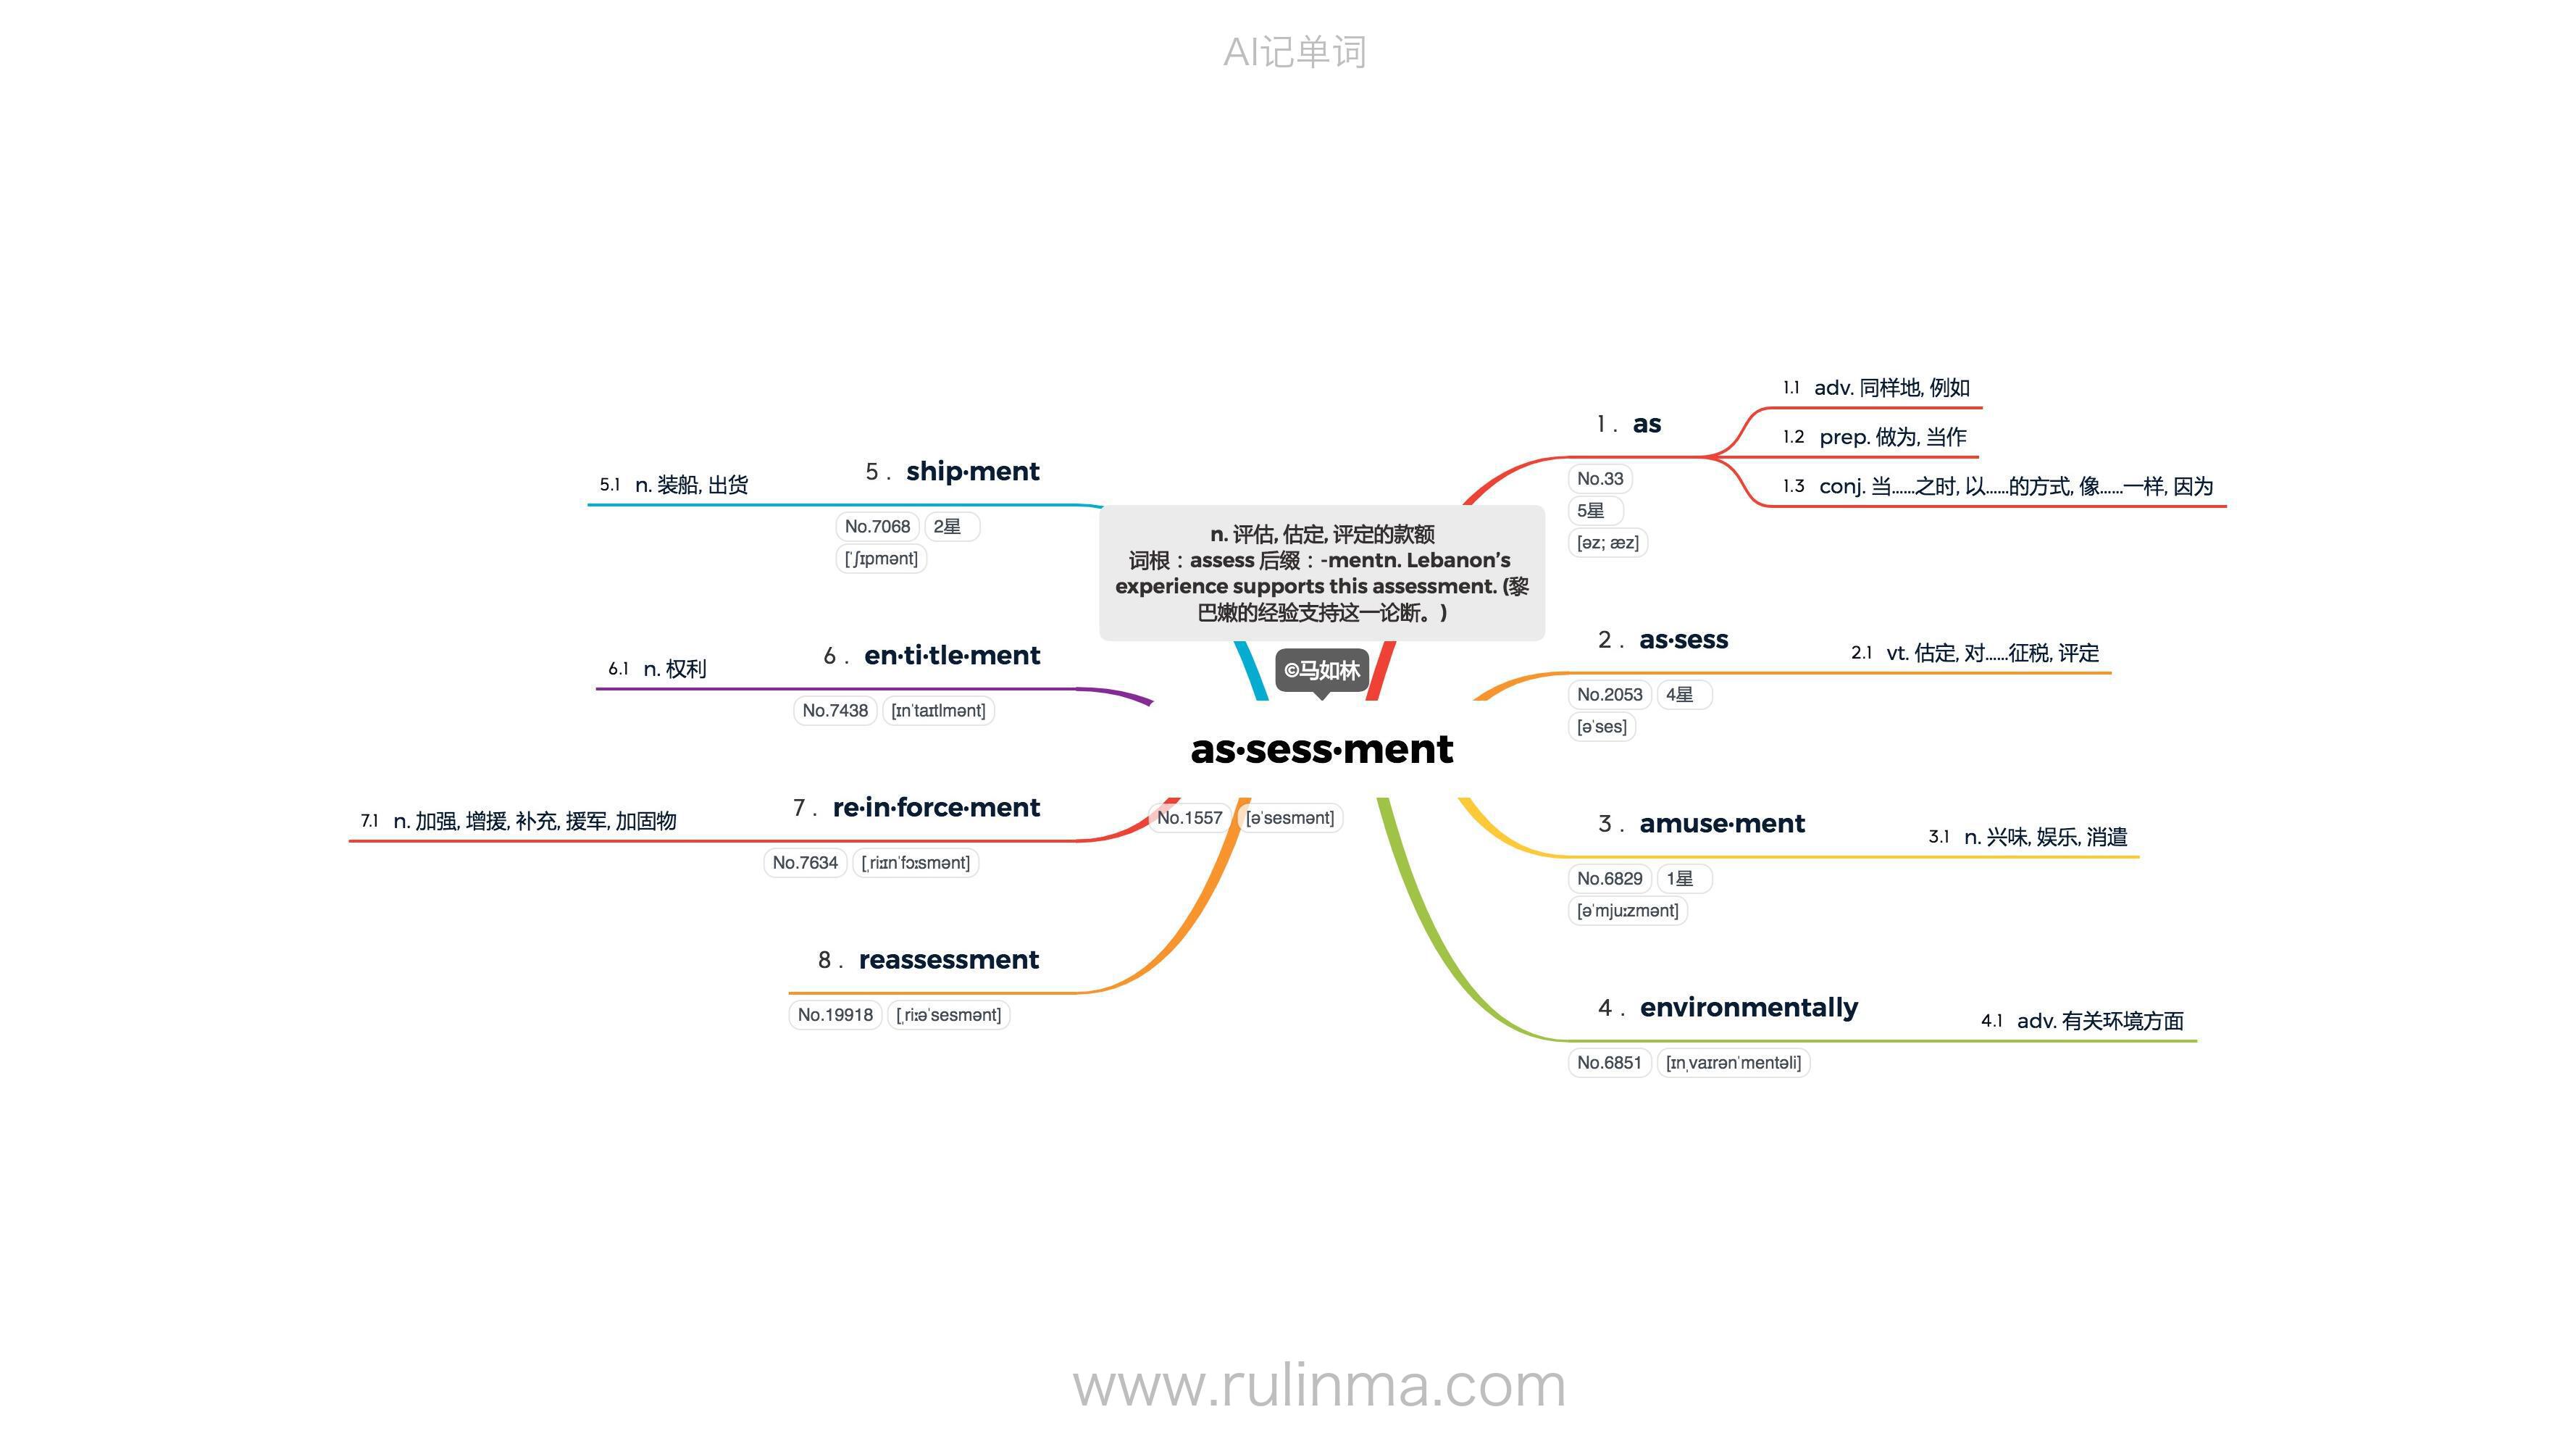 AI记单词
n. 评估, 估定, 评定的款额
词根：assess 后缀：-mentn. Lebanon’s
experience supports this assessment. (黎
巴嫩的经验支持这一论断。)
©马如林
as·sess·ment
No.1557 [əˈsesmənt]
1 . as
No.33
5星
[əz; æz]
1.1 adv. 同样地, 例如
1.2 prep. 做为, 当作
1.3 conj. 当......之时, 以......的方式, 像......一样, 因为
2 . as·sess
No.2053 4星
[əˈses]
2.1 vt. 估定, 对......征税, 评定
3 . amuse·ment
No.6829 1星
[əˈmjuːzmənt]
3.1 n. 兴味, 娱乐, 消遣
4 . environmentally
No.6851 [ɪnˌvaɪrənˈmentəli]
4.1 adv. 有关环境方面
5 . ship·ment
No.7068 2星
[ˈʃɪpmənt]
5.1 n. 装船, 出货
6 . en·ti·tle·ment
No.7438 [ɪnˈtaɪtlmənt]
6.1 n. 权利
7 . re·in·force·ment
No.7634 [ˌriːɪnˈfɔːsmənt]
7.1 n. 加强, 增援, 补充, 援军, 加固物
8 . reassessment
No.19918 [ˌriːəˈsesmənt]
www.rulinma.com